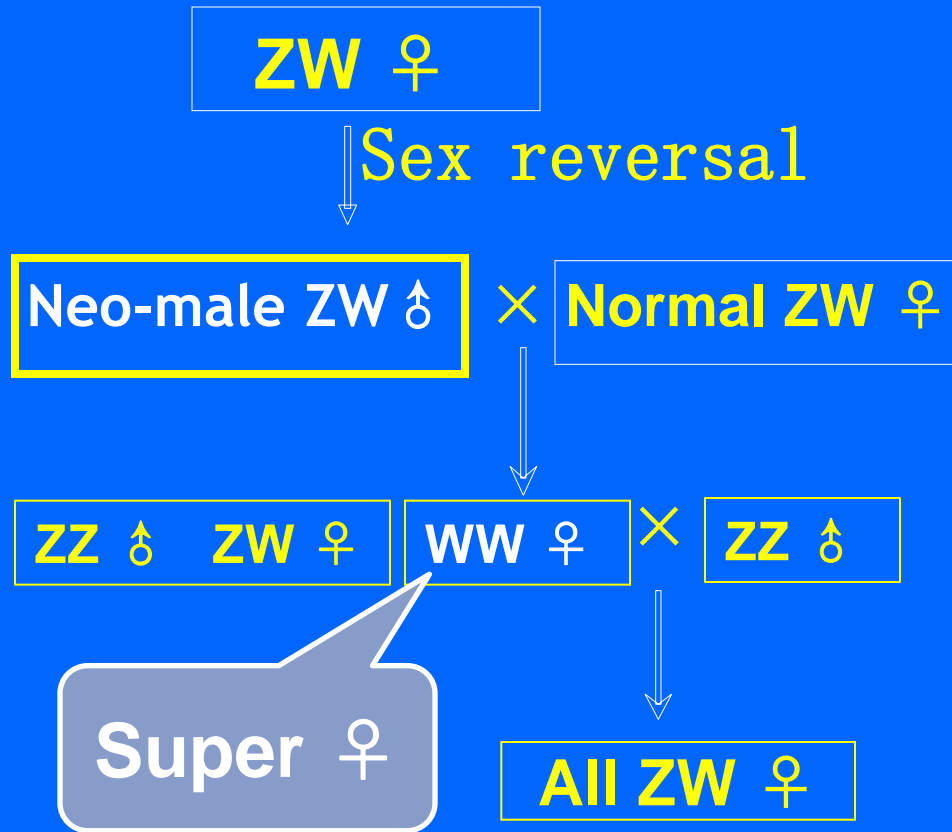 ZW ♀
Sex reversal
Neo-male ZW ♂ × Normal ZW ♀
ZZ ♂ ZW ♀ WW ♀ × ZZ ♂
Super ♀
All ZW ♀